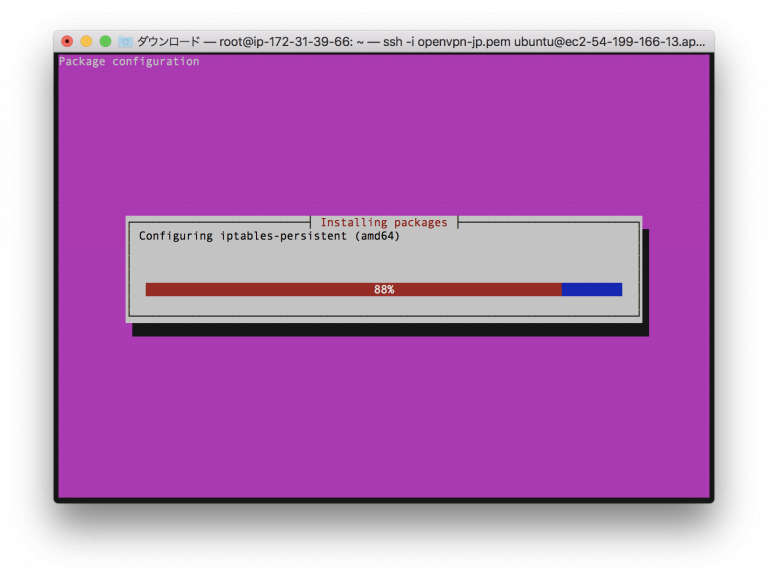 ダウンロード — root@ip-172-31-39-66: ~ — ssh -i openvpn-jp.pem ubuntu@ec2-54-199-166-13.ap...
Package configuration
Installing packages
Configuring iptables-persistent (amd64)
88%